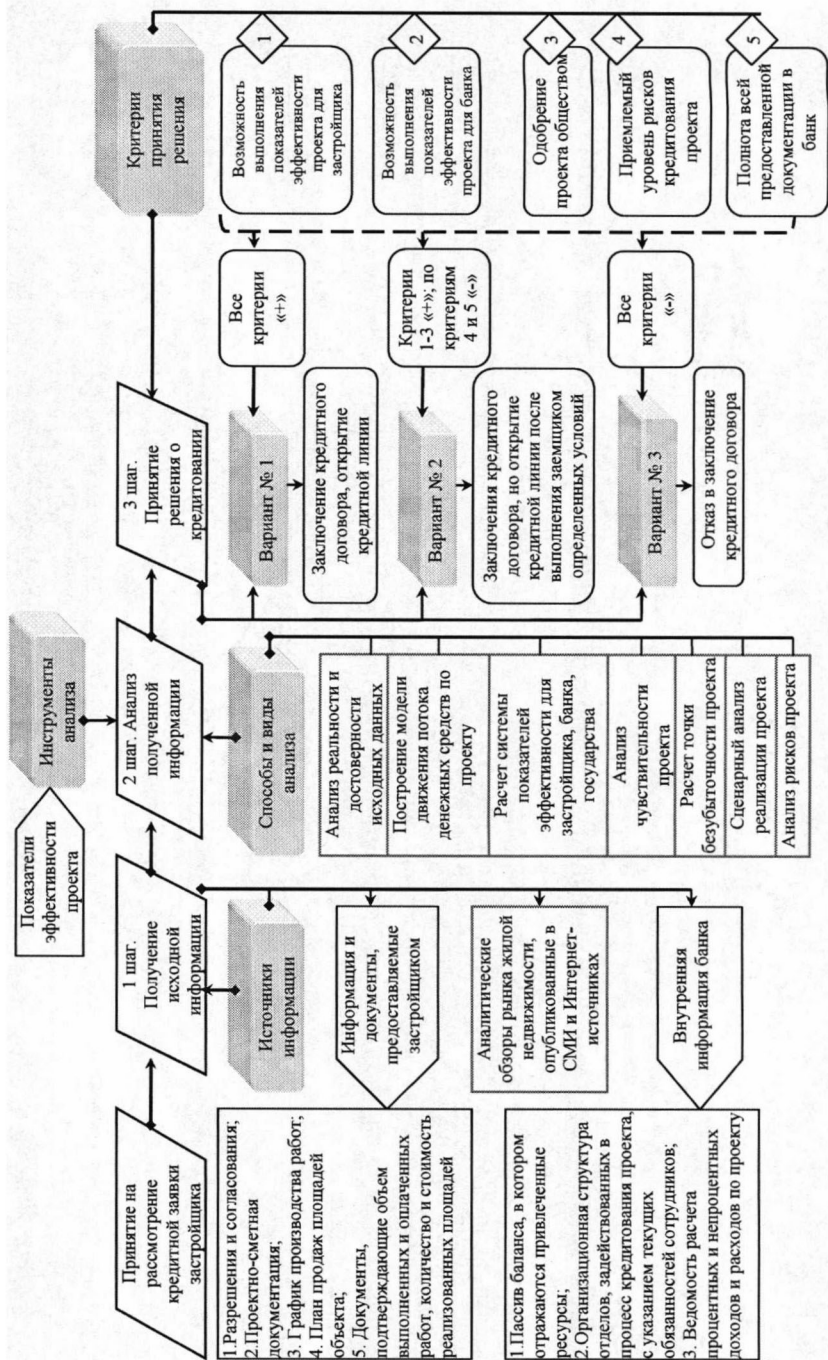 Показатели
эффективности
проекта
Инструменты
анализа
Принятие на
рассмотрение
кредитной заявки
застройщика
1 шаг.
Получение
исходной
информации
2 шаг. Анализ
полученной
информации
3 шаг.
Принятие
решения о
кредитовании
Критерии
принятия
решения
Источники
информации
1.Разрешения и согласования;
2.Проектно-сметная
документация;
3. График производства работ;
4. План продаж площадей
объекта;
5. Документы,
подтверждающие объем
выполненных и оплаченных
работ, количество и стоимость
реализованных площадей
Информация и
документы,
предоставляемые
застройщиком
Аналитические
обзоры рынка жилой
недвижимости,
опубликованные в
СМИ и Интернет-
источниках
1.Пассив баланса, в котором
отражаются привлеченные
ресурсы;
2.Организационная структура
отделов, задействованных в
процесс кредитования проекта,
с указанием текущих
обязанностей сотрудников;
3. Ведомость расчета
процентных и непроцентных
доходов и расходов по проекту
Внутренняя
информация банка
Способы и виды
анализа
Анализ реальности и
достоверности
исходных данных
Построение модели
движения потока
денежных средств по
проекту
Расчет системы
показателей
эффективности для
застройщика, банка,
государства
Анализ
чувствительности
проекта
Расчет точки
безубыточности проекта
Сценарный анализ
реализации проекта
Анализ рисков проекта
Вариант № 1
Заключение кредитного
договора, открытие
кредитной линии
Все
критерии
«+»
Вариант № 2
Заключения кредитного
договора, но открытие
кредитной линии после
выполнения заемщиком
определенных условий
Критерии
1-3 «+»; по
критериям
4 и 5 «-»
Вариант № 3
Отказ в заключение
кредитного договора
Все
критерии
«-»
1
Возможность
выполнения
показателей
эффективности
проекта для
застройщика
2
Возможность
выполнения
показателей
эффективности
проекта для банка
3
Одобрение
проекта обществом
4
Приемлемый
уровень рисков
кредитования
проекта
5
Полнота всей
предоставленной
документации в
банк